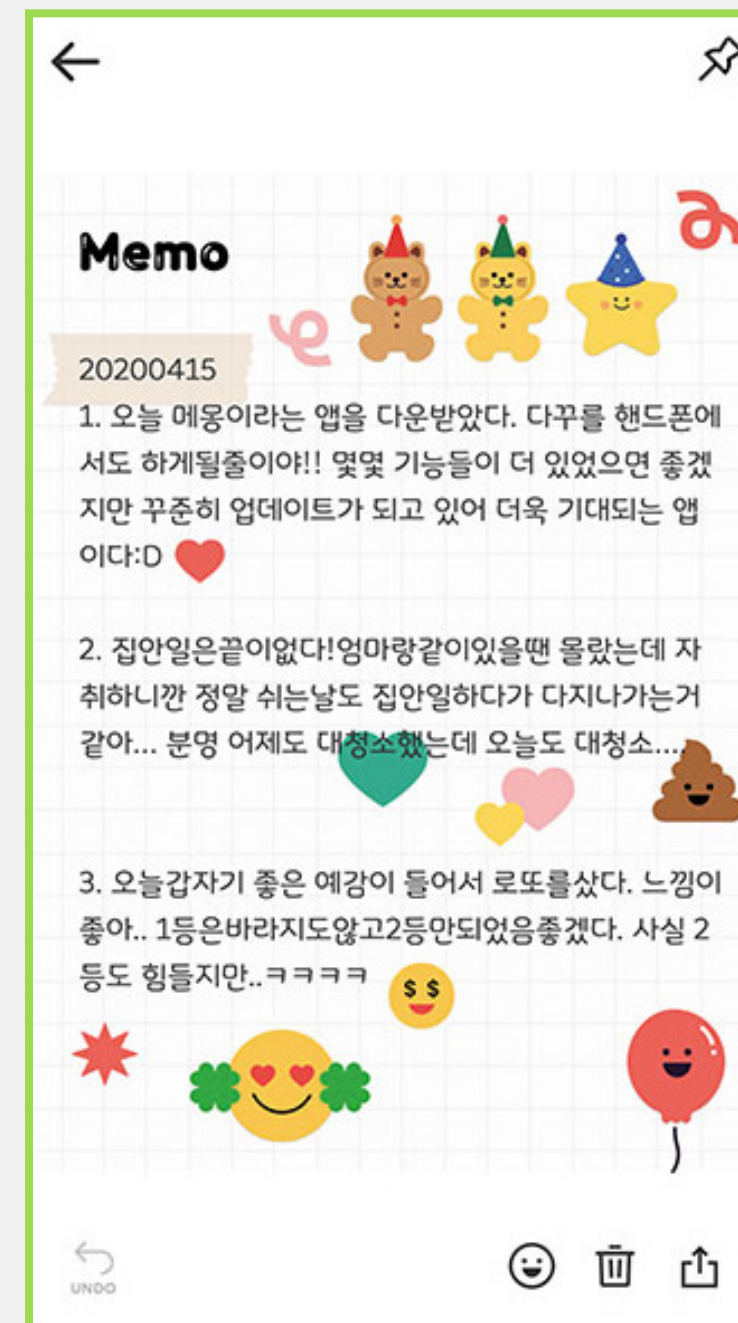 Memo
20200415
1. 오늘 메몽이라는 앱을 다운받았다. 다꾸를 핸드폰에
서도 하게될줄이야!! 몇몇 기능들이 더 있었으면 좋겠
지만 꾸준히 업데이트가 되고 있어 더욱 기대되는 앱
이다:D
2. 집안일은끝이없다!엄마랑같이있을땐 몰랐는데 자
취하니깐 정말 쉬는날도 집안일하다가 다지나가는거
같아... 분명 어제도 대청소했는데 오늘도 대청소....
3. 오늘갑자기 좋은 예감이 들어서 로또를샀다. 느낌이
좋아.. 1등은바라지도않고2등만되었음좋겠다. 사실 2
등도 힘들지만..ㅋㅋㅋㅋ
$ $
UNDO